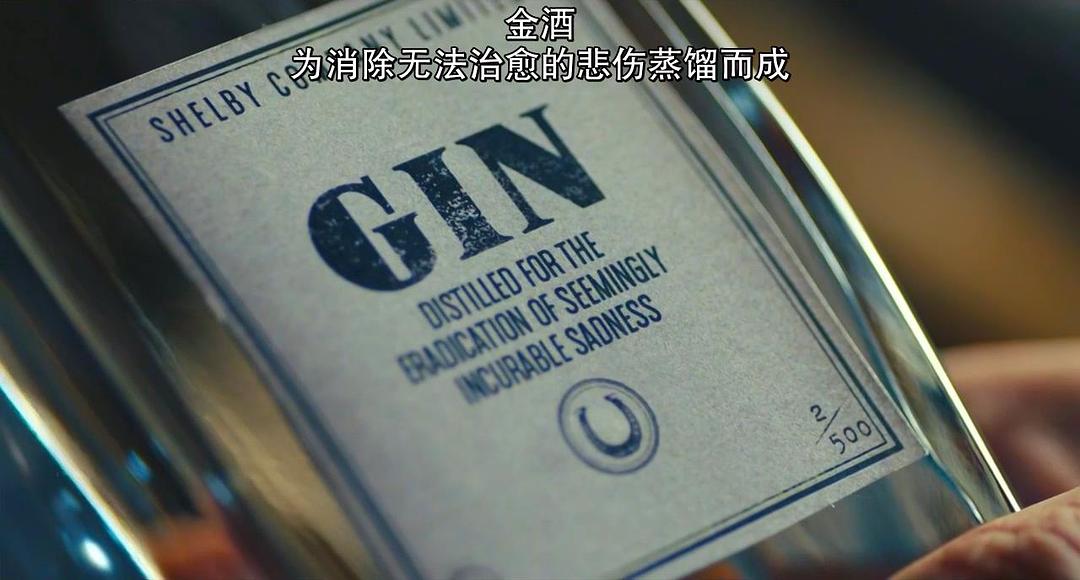 金酒
为消除无法治愈的悲伤蒸馏而成
SHELBY
GIN
DISTILLED FOR THE
ERADICATION OF SEEMINGLY
INCURABLE SADNESS
2/500